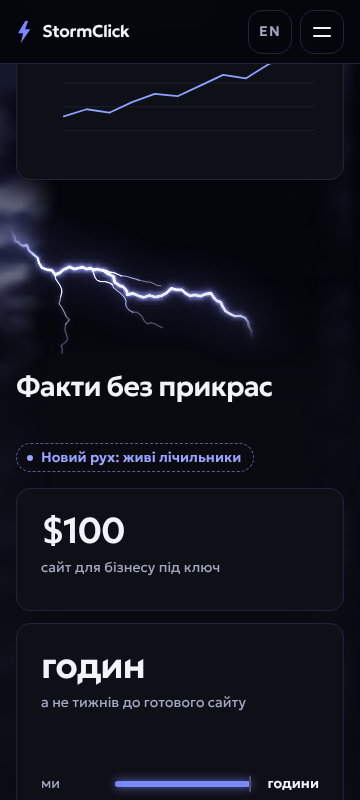 StormClick
EN
Факти без прикрас
Новий рух: живі лічильники
$100
сайт для бізнесу під ключ
годин
а не тижнів до готового сайту
ми
години